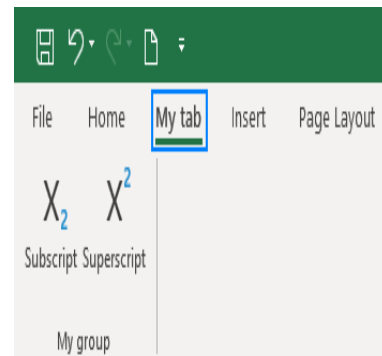 File Home My tab Insert Page Layout
X₂ X²
Subscript Superscript
My group